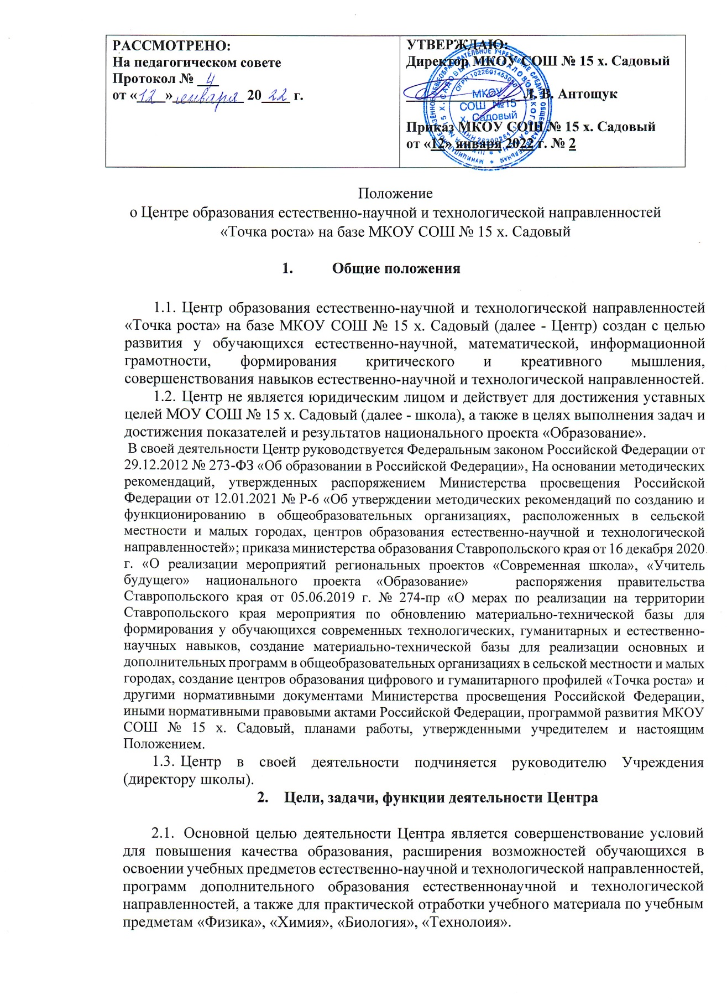 РАССМОТРЕНО:
На педагогическом совете
Протокол № 4
от «12» января 2022 г.
УТВЕРЖДАЮ:
Директор МКОУ СОШ № 15 х. Садовый
Л. В. Антощук
МКОУ
СОШ №15
х. Садовый
Приказ МКОУ СОШ № 15 х. Садовый
от «12» января 2022 г. № 2
Положение
о Центре образования естественно-научной и технологической направленностей
«Точка роста» на базе МКОУ СОШ № 15 х. Садовый
1. Общие положения
1.1. Центр образования естественно-научной и технологической направленностей
«Точка роста» на базе МКОУ СОШ № 15 х. Садовый (далее - Центр) создан с целью
развития у обучающихся естественно-научной, математической, информационной
грамотности, формирования критического и креативного мышления,
совершенствования навыков естественно-научной и технологической направленностей.
1.2. Центр не является юридическим лицом и действует для достижения уставных
целей МОУ СОШ № 15 х. Садовый (далее - школа), а также в целях выполнения задач и
достижения показателей и результатов национального проекта «Образование».
В своей деятельности Центр руководствуется Федеральным законом Российской Федерации от
29.12.2012 № 273-ФЗ «Об образовании в Российской Федерации», На основании методических
рекомендаций, утвержденных распоряжением Министерства просвещения Российской
Федерации от 12.01.2021 № Р-6 «Об утверждении методических рекомендаций по созданию и
функционированию в общеобразовательных организациях, расположенных в сельской
местности и малых городах, центров образования естественно-научной и технологической
направленностей»; приказа министерства образования Ставропольского края от 16 декабря 2020
г. «О реализации мероприятий региональных проектов «Современная школа», «Учитель
будущего» национального проекта «Образование» распоряжения правительства
Ставропольского края от 05.06.2019 г. № 274-пр «О мерах по реализации на территории
Ставропольского края мероприятия по обновлению материально-технической базы для
формирования у обучающихся современных технологических, гуманитарных и естественно-
научных навыков, создание материально-технической базы для реализации основных и
дополнительных программ в общеобразовательных организациях в сельской местности и малых
городах, создание центров образования цифрового и гуманитарного профилей «Точка роста» и
другими нормативными документами Министерства просвещения Российской Федерации,
иными нормативными правовыми актами Российской Федерации, программой развития МКОУ
СОШ № 15 х. Садовый, планами работы, утвержденными учредителем и настоящим
Положением.
1.3. Центр в своей деятельности подчиняется руководителю Учреждения
(директору школы).
2. Цели, задачи, функции деятельности Центра
2.1. Основной целью деятельности Центра является совершенствование условий
для повышения качества образования, расширения возможностей обучающихся в
освоении учебных предметов естественно-научной и технологической направленностей,
программ дополнительного образования естественнонаучной и технологической
направленностей, а также для практической отработки учебного материала по учебным
предметам «Физика», «Химия», «Биология», «Технолоия».